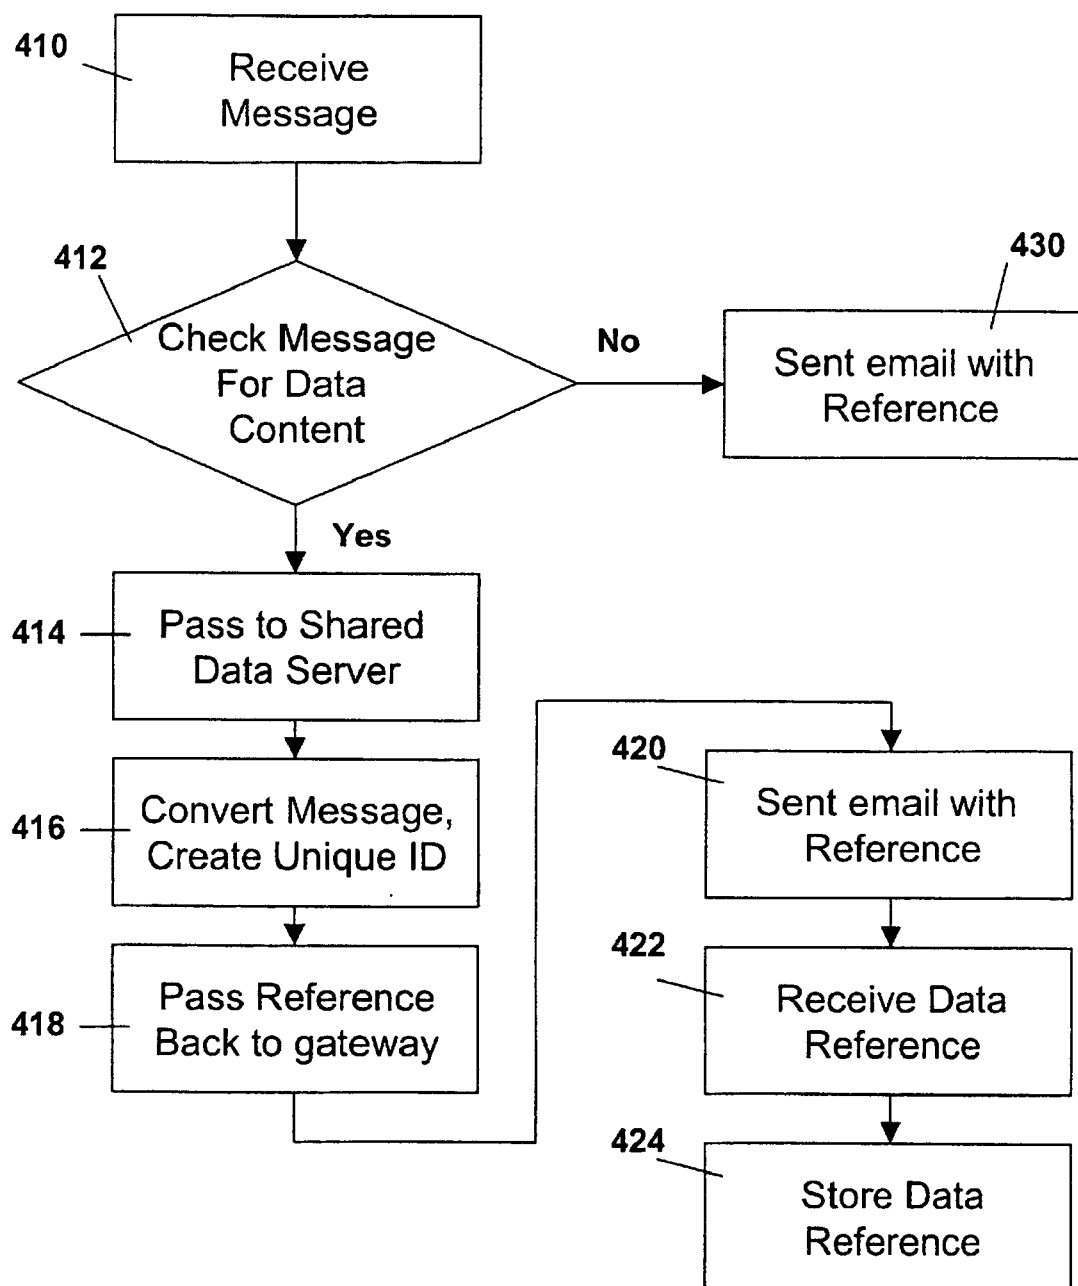 410
Receive
Message
412
Check Message
For Data
Content
No
430
Sent email with
Reference
Yes
414
Pass to Shared
Data Server
416
Convert Message,
Create Unique ID
418
Pass Reference
Back to gateway
420
Sent email with
Reference
422
Receive Data
Reference
424
Store Data
Reference